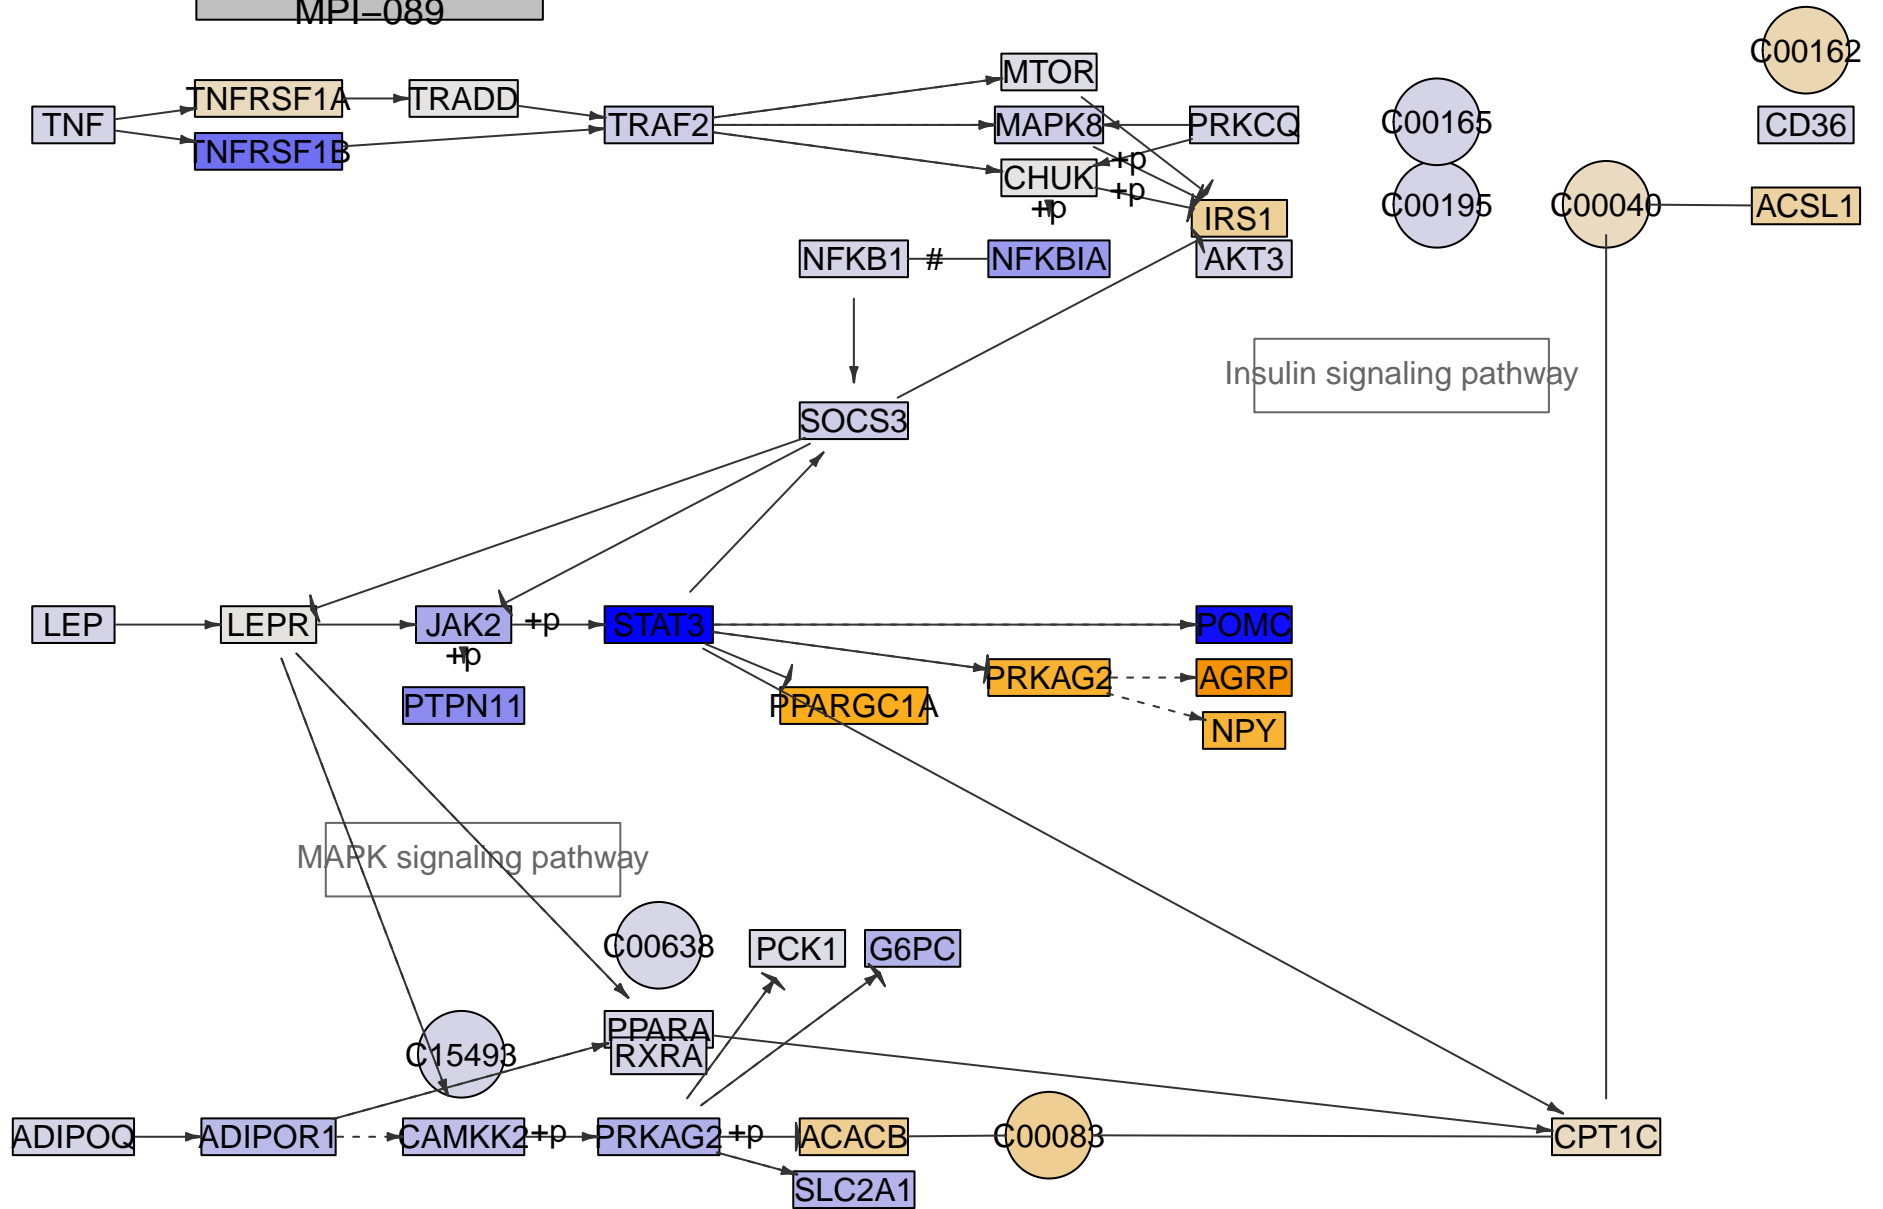 MPI−089
C00162
TNF
TNFRSF1A
TRADD
TNFRSF1B
TRAF2
MTOR
MAPK8
PRKCQ
CHUK
+p
+p
+p
IRS1
C00165
C00195
CD36
C00040
ACSL1
NFKB1
#
NFKBIA
AKT3
Insulin signaling pathway
SOCS3
LEP
LEPR
JAK2
+p
STAT3
POMC
+p
PTPN11
PPARGC1A
PRKAG2
AGRP
NPY
MAPK signaling pathway
C00638
PCK1
G6PC
C15493
PPARA
RXRA
ADIPOQ
ADIPOR1
CAMKK2
+p
PRKAG2
+p
ACACB
C00083
CPT1C
SLC2A1